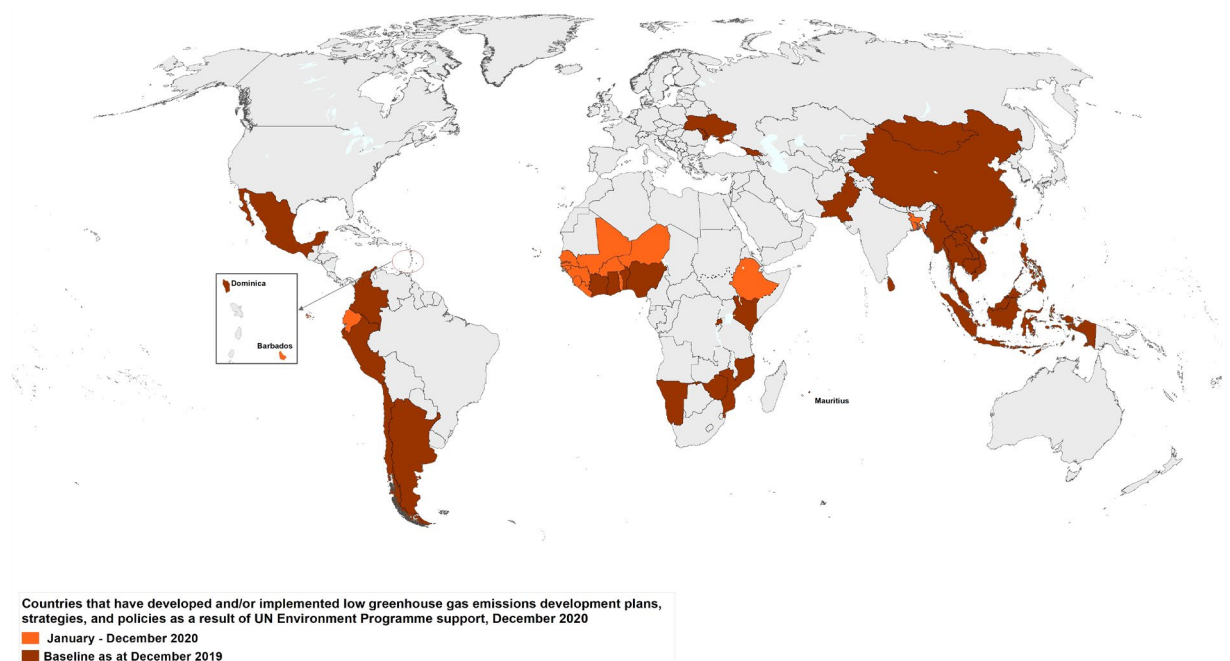 Dominica
Barbados
Mauritius
Countries that have developed and/or implemented low greenhouse gas emissions development plans,
strategies, and policies as a result of UN Environment Programme support, December 2020
January - December 2020
Baseline as at December 2019